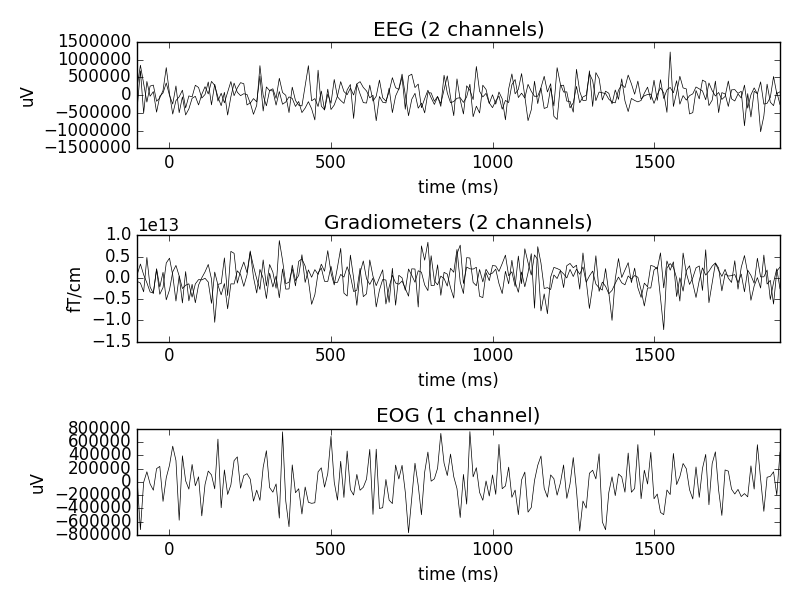 EEG (2 channels)
1500000
1000000
500000
0
−500000
−1000000
−1500000
uV
0 500 1000 1500
time (ms)
Gradiometers (2 channels)
1e13
1.0
0.5
0.0
−0.5
−1.0
−1.5
fT/cm
0 500 1000 1500
time (ms)
EOG (1 channel)
800000
600000
400000
200000
0
−200000
−400000
−600000
−800000
uV
0 500 1000 1500
time (ms)